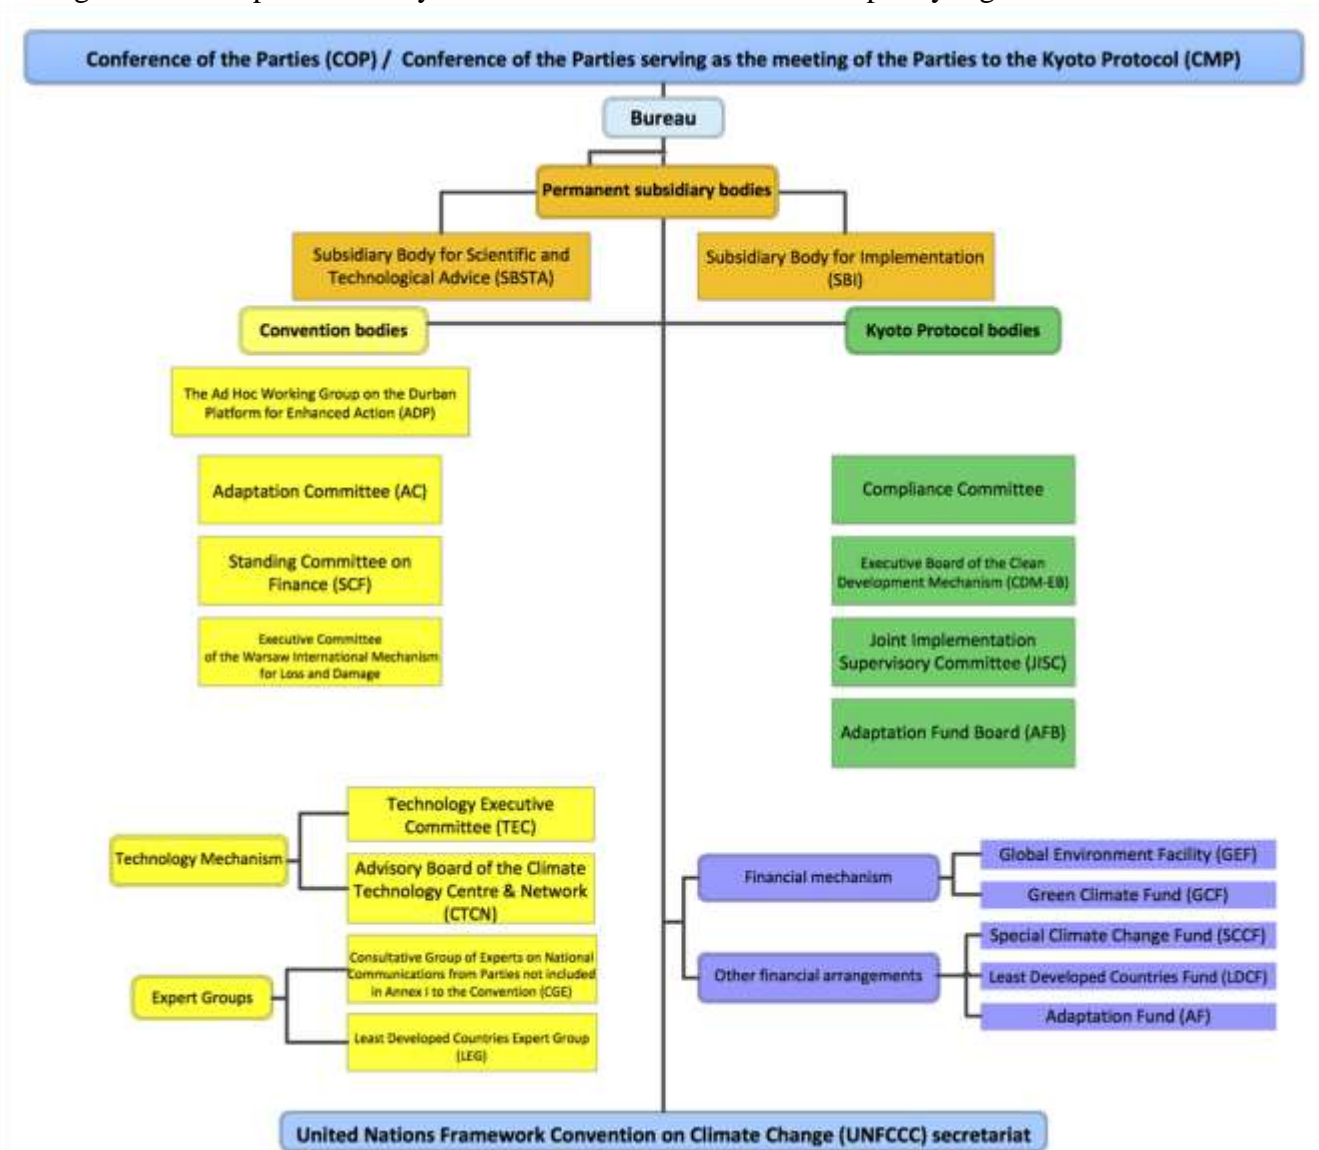 Conference of the Parties (COP) / Conference of the Parties serving as the meeting of the Parties to the Kyoto Protocol (CMP)
Bureau
Permanent subsidiary bodies
Subsidiary Body for Scientific and
Technological Advice (SBSTA)
Subsidiary Body for Implementation
(SBI)
Convention bodies
Kyoto Protocol bodies
The Ad Hoc Working Group on the Durban
Platform for Enhanced Action (ADP)
Adaptation Committee (AC)
Compliance Committee
Standing Committee on
Finance (SCF)
Executive Board of the Clean
Development Mechanism (CDM-EB)
Executive Committee
of the Warsaw International Mechanism
for Loss and Damage
Joint Implementation
Supervisory Committee (JISC)
Adaptation Fund Board (AFB)
Technology Mechanism
Technology Executive
Committee (TEC)
Advisory Board of the Climate
Technology Centre & Network
(CTCN)
Expert Groups
Consultative Group of Experts on National
Communications from Parties not included
in Annex I to the Convention (CGE)
Least Developed Countries Expert Group
(LEG)
Financial mechanism
Global Environment Facility (GEF)
Green Climate Fund (GCF)
Other financial arrangements
Special Climate Change Fund (SCCF)
Least Developed Countries Fund (LDCF)
Adaptation Fund (AF)
United Nations Framework Convention on Climate Change (UNFCCC) secretariat